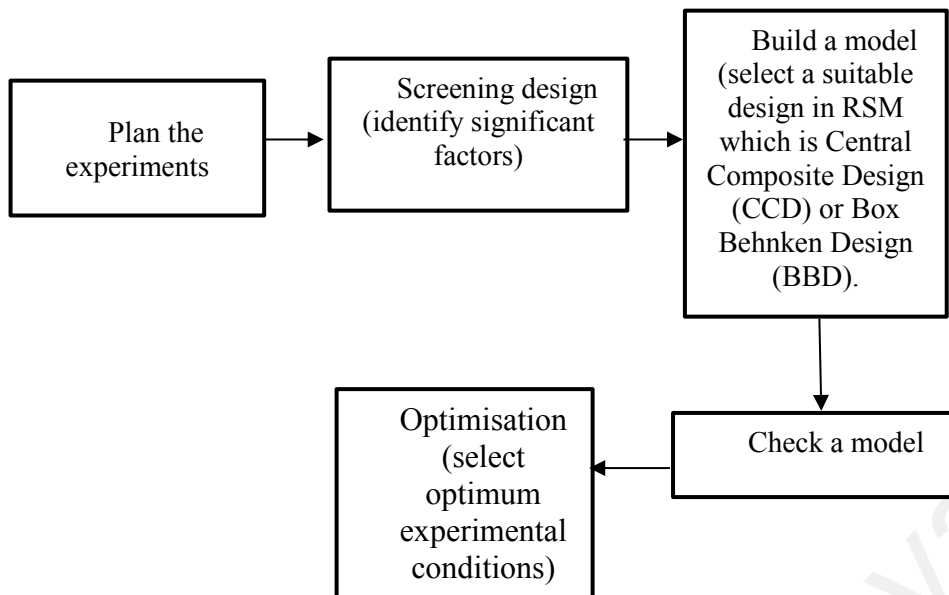 Plan the
experiments
Screening design
(identify significant
factors)
Build a model
(select a suitable
design in RSM
which is Central
Composite Design
(CCD) or Box
Behnken Design
(BBD).
Check a model
Optimisation
(select
optimum
experimental
conditions)